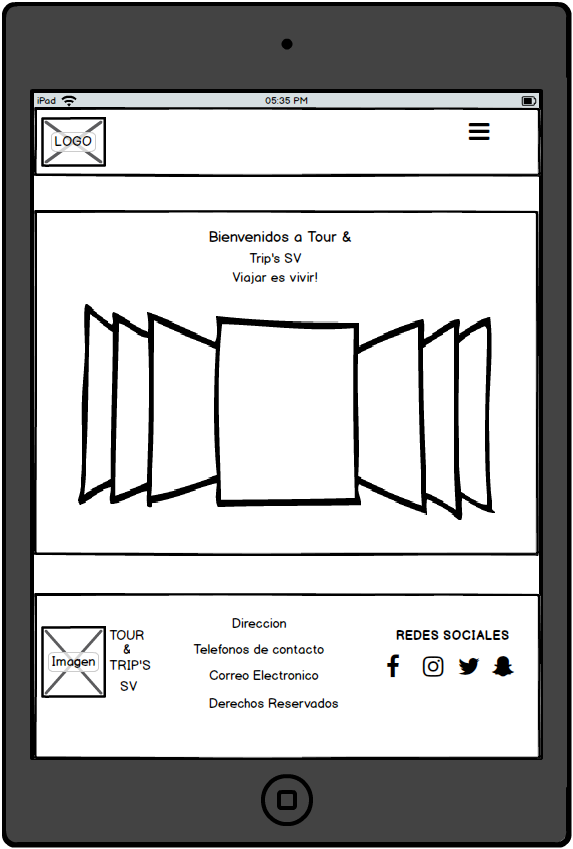 iPad 05:35 PM
LOGO
Bienvenidos a Tour &
Trip's SV
Viajar es vivir!
Imagen
TOUR
&
TRIP'S
SV
Direccion
Telefonos de contacto
Correo Electronico
Derechos Reservados
REDES SOCIALES